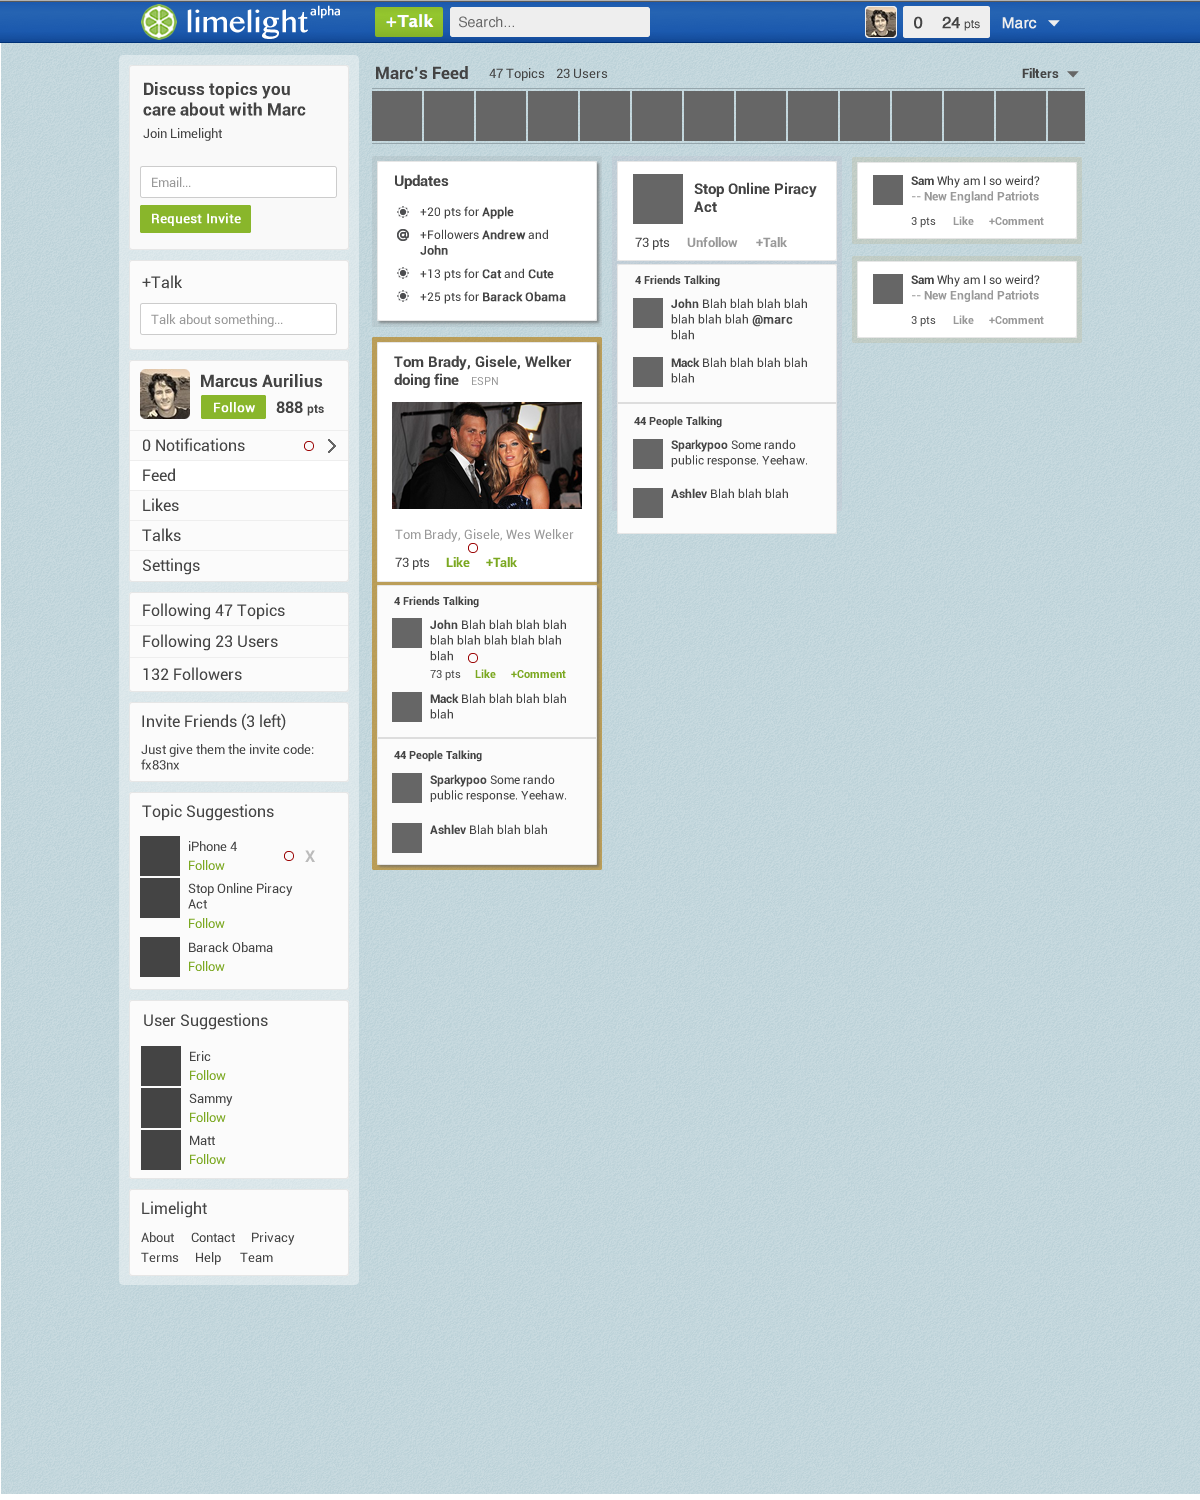 limelight alpha
+Talk
Search...
0 24 pts
Marc
Discuss topics you
care about with Marc
Join Limelight
Email...
Request Invite
+Talk
Talk about something...
Marcus Aurilius
Follow 888 pts
0 Notifications
Feed
Likes
Talks
Settings
Following 47 Topics
Following 23 Users
132 Followers
Invite Friends (3 left)
Just give them the invite code:
fx83nx
Topic Suggestions
iPhone 4
X
Follow
Stop Online Piracy
Act
Follow
Barack Obama
Follow
User Suggestions
Eric
Follow
Sammy
Follow
Matt
Follow
Limelight
About Contact Privacy
Terms Help Team
Marc's Feed 47 Topics 23 Users
Filters
Updates
+20 pts for Apple
@ +Followers Andrew and
John
+13 pts for Cat and Cute
+25 pts for Barack Obama
Tom Brady, Gisele, Welker
doing fine ESPN
Tom Brady, Gisele, Wes Welker
73 pts Like +Talk
4 Friends Talking
John Blah blah blah blah
blah blah blah blah blah
blah
73 pts Like +Comment
Mack Blah blah blah blah
blah
44 People Talking
Sparkypoo Some rando
public response. Yeehaw.
Ashlev Blah blah blah
Stop Online Piracy
Act
73 pts Unfollow +Talk
4 Friends Talking
John Blah blah blah blah
blah blah blah @marc
blah
Mack Blah blah blah blah
blah
44 People Talking
Sparkypoo Some rando
public response. Yeehaw.
Ashlev Blah blah blah
Sam Why am I so weird?
-- New England Patriots
3 pts Like +Comment
Sam Why am I so weird?
-- New England Patriots
3 pts Like +Comment